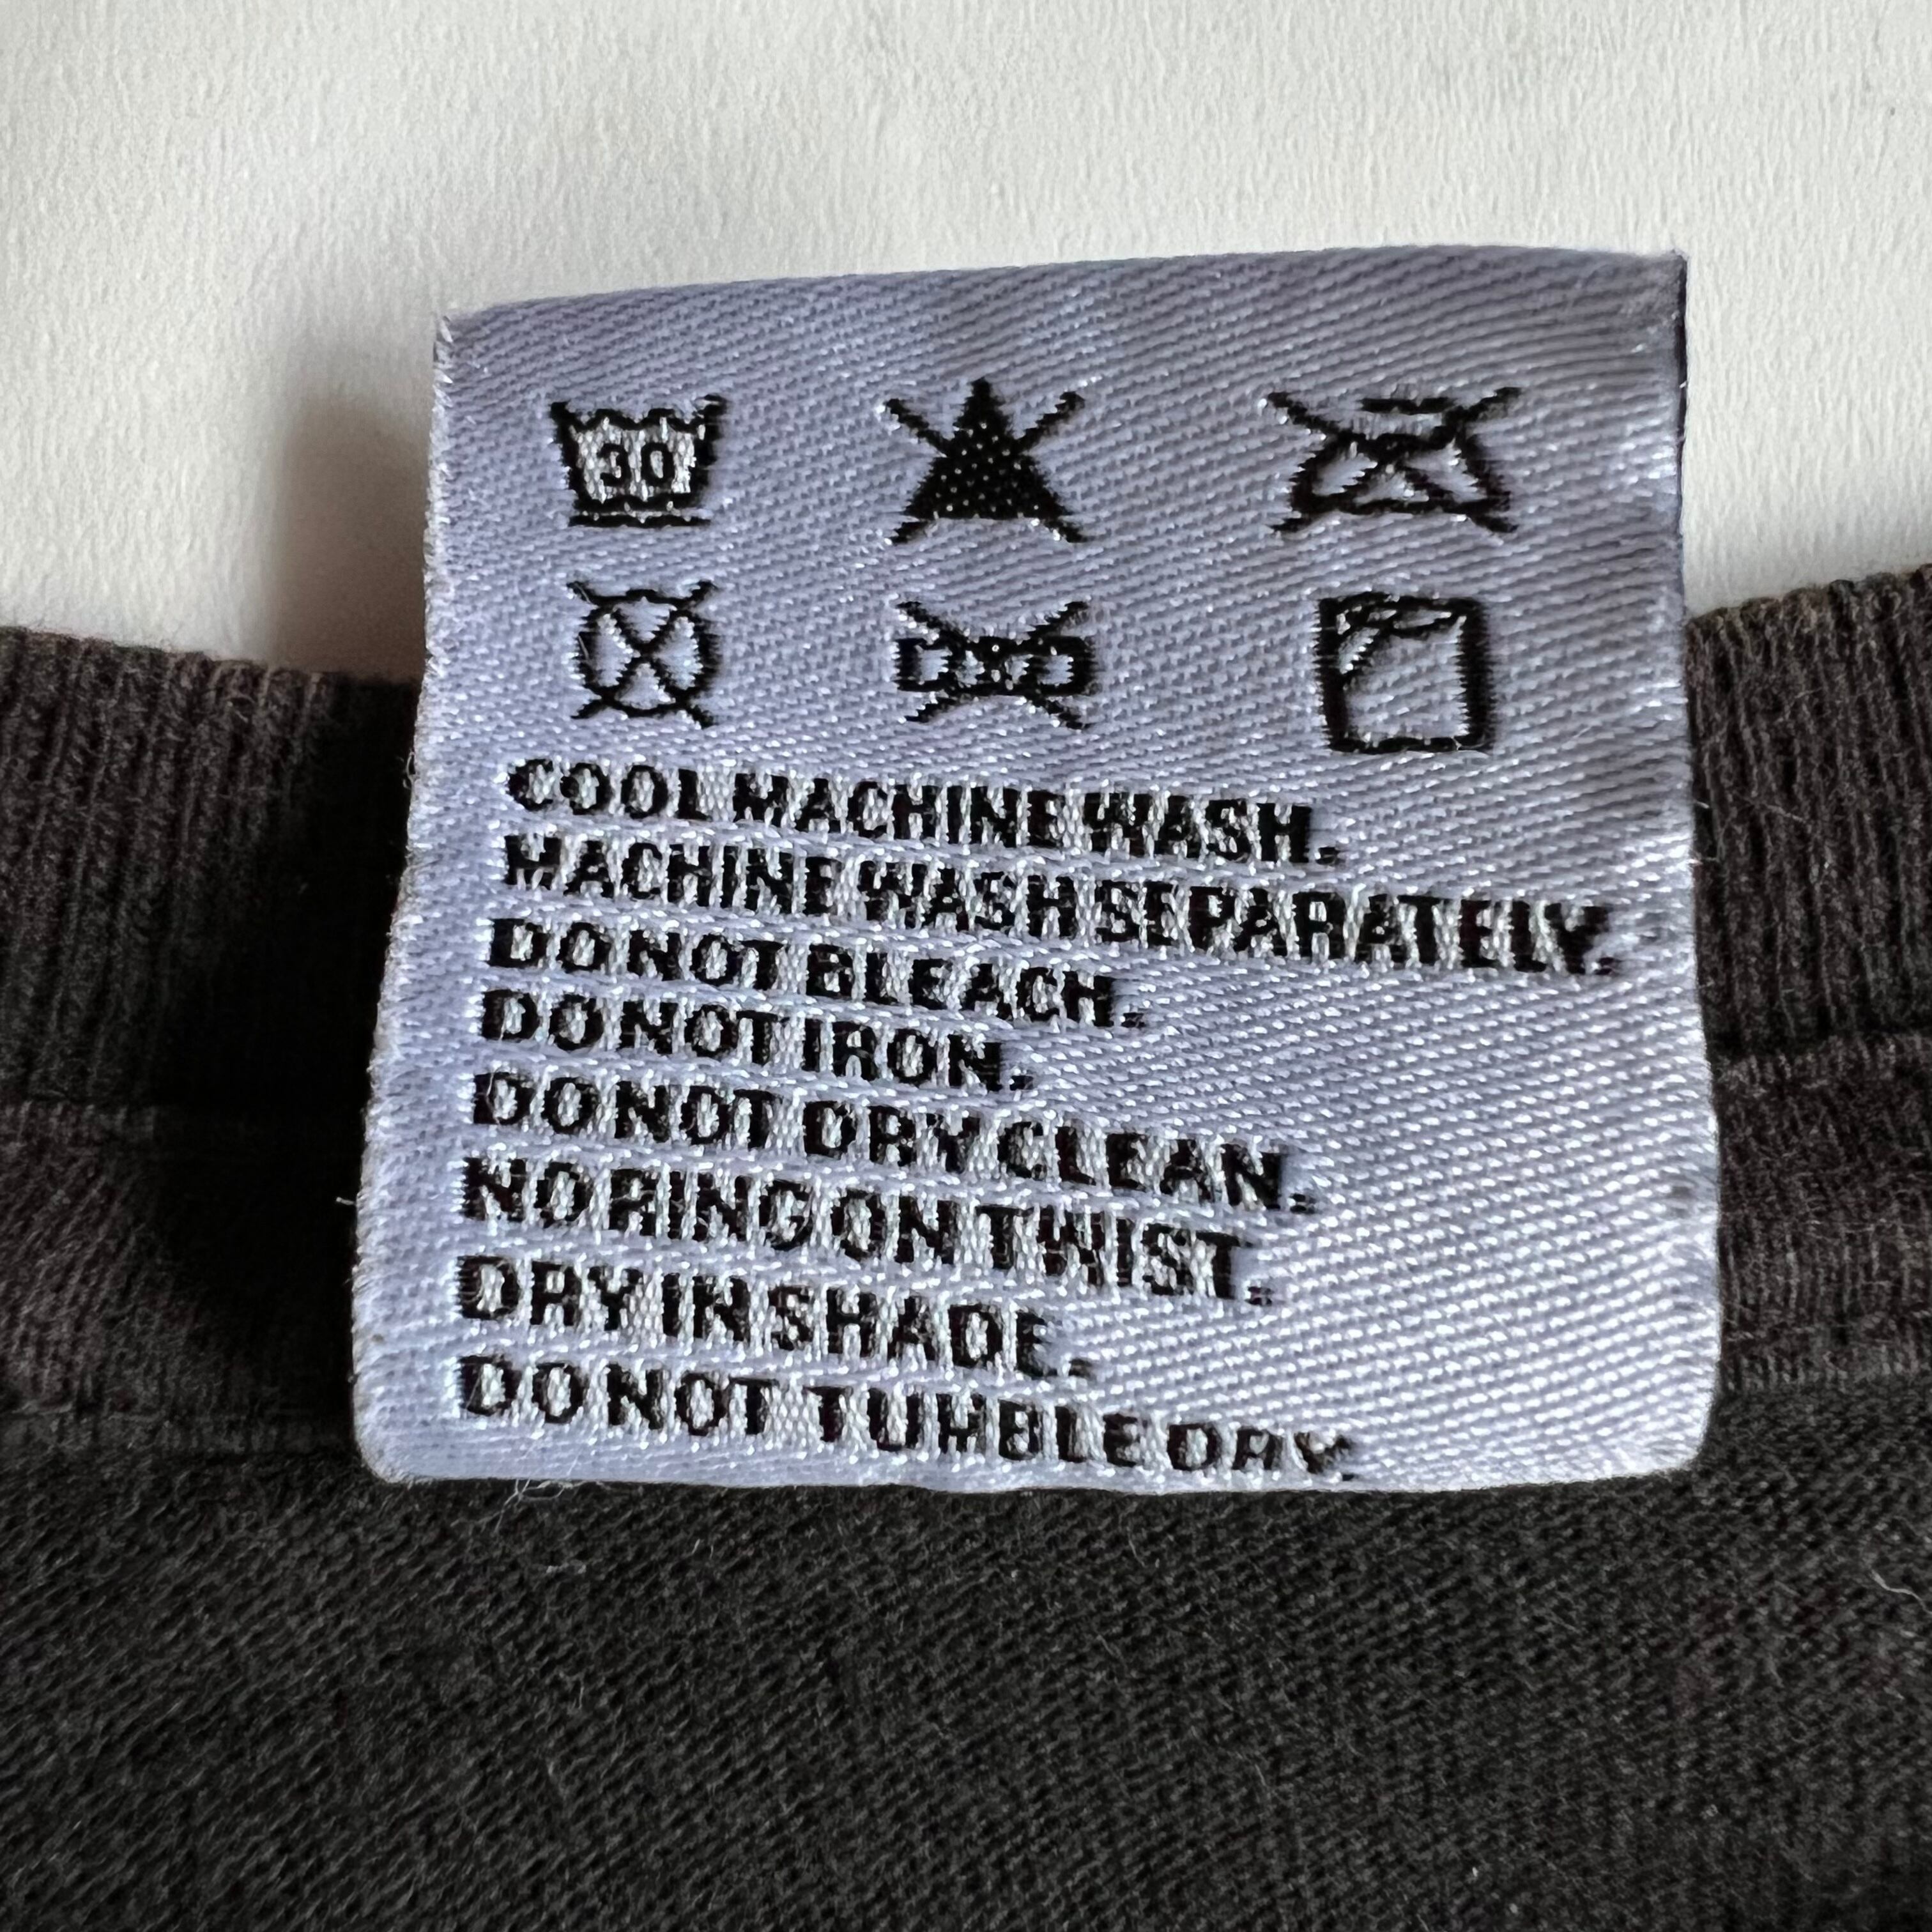 30
COOL MACHINE WASH.
MACHINE WASH SEPARATELY.
DO NOT BLEACH.
DO NOT IRON.
DO NOT DRY CLEAN.
NO RING ON TWIST.
DRY IN SHADE.
DO NOT TUMBLE DRY.